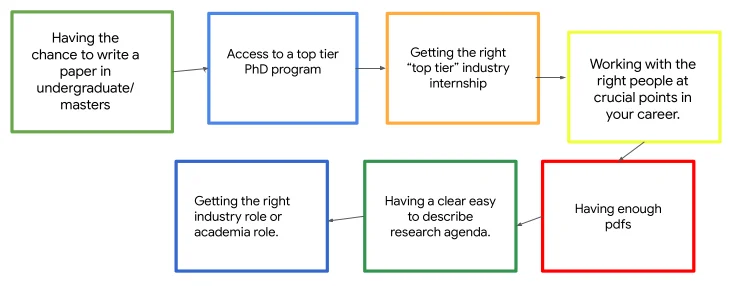 Having the
chance to write a
paper in
undergraduate/
masters
Access to a top tier
PhD program
Getting the right
“top tier” industry
internship
Working with the
right people at
crucial points in
your career.
Having enough
pdfs
Having a clear easy
to describe
research agenda.
Getting the right
industry role or
academia role.